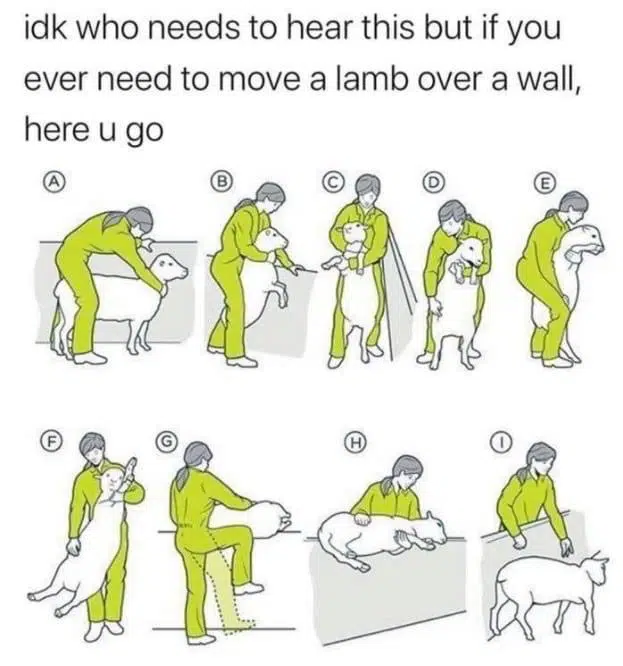 idk who needs to hear this but if you
ever need to move a lamb over a wall,
here u go
A B C D E
F G H I